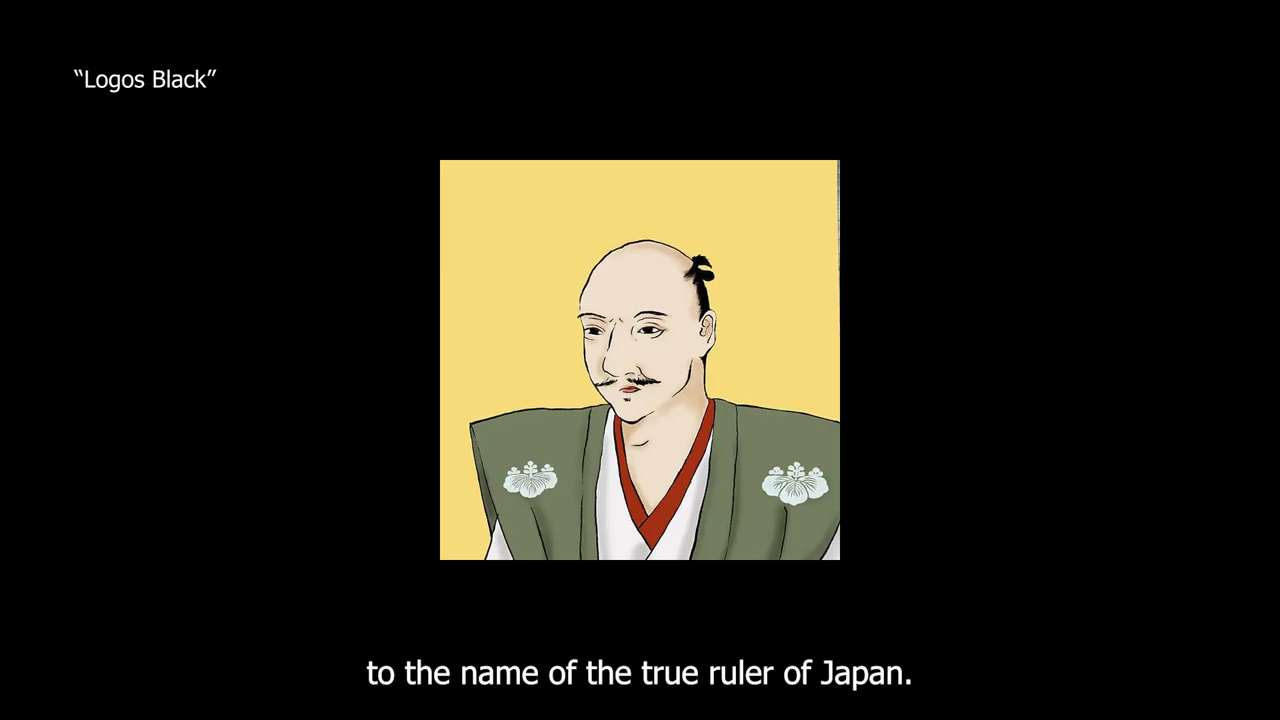 “Logos Black”
to the name of the true ruler of Japan.